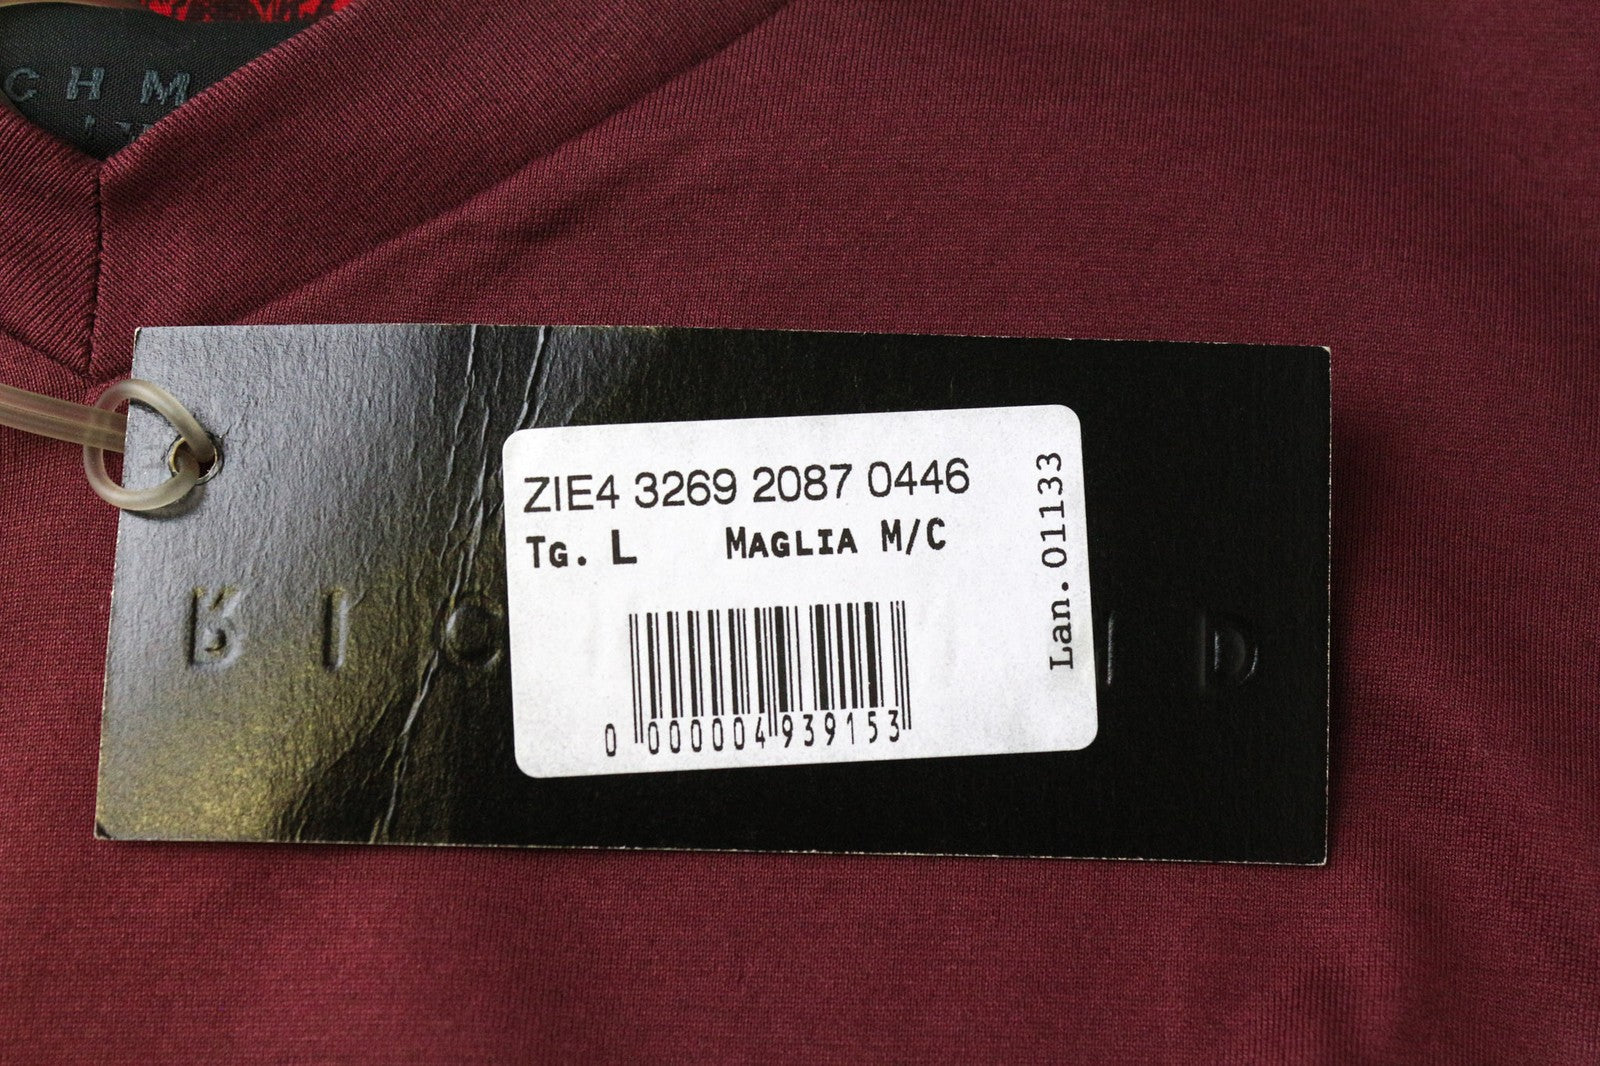 C H M
ZIE4 3269 2087 0446
TG. L MAGLIA M/C
Lan. 01133
0 000004 939153